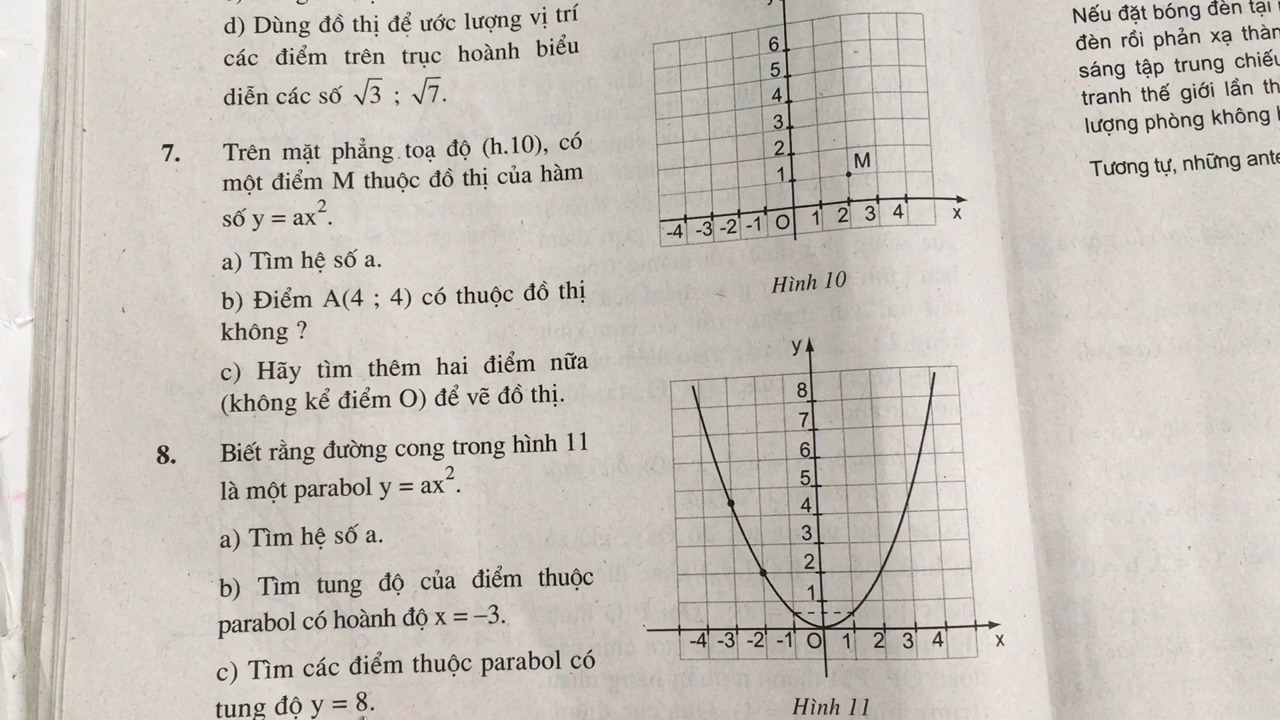 d) Dùng đồ thị để ước lượng vị trí
các điểm trên trục hoành biểu
diễn các số √3 ; √7.
7. Trên mặt phẳng toạ độ (h.10), có
một điểm M thuộc đồ thị của hàm
số y = ax².
a) Tìm hệ số a.
b) Điểm A(4 ; 4) có thuộc đồ thị
không ?
c) Hãy tìm thêm hai điểm nữa
(không kể điểm O) để vẽ đồ thị.
8. Biết rằng đường cong trong hình 11
là một parabol y = ax².
a) Tìm hệ số a.
b) Tìm tung độ của điểm thuộc
parabol có hoành độ x = –3.
c) Tìm các điểm thuộc parabol có
tung độ y = 8.
y
6
5
4
3
2
M
1
-4 -3 -2 -1 O 1 2 3 4 x
Hình 10
y
8
7
6
5
4
3
2
1
-4 -3 -2 -1 O 1 2 3 4 x
Hình 11
Nếu đặt bóng đèn tại
đèn rồi phản xạ thàn
sáng tập trung chiếu
tranh thế giới lần th
lượng phòng không
Tương tự, những ante